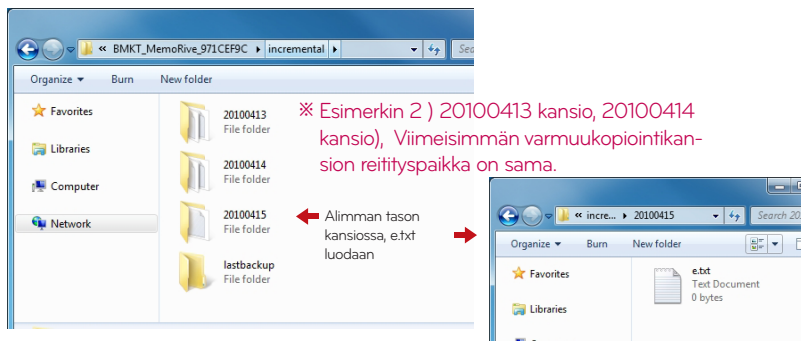 « BMKT_MemoRive_971CEF9C ▸ incremental ▸
Organize ▾ Burn New folder
Favorites
Libraries
Computer
Network
20100413
File folder
20100414
File folder
20100415
File folder
lastbackup
File folder
※ Esimerkin 2 ) 20100413 kansio, 20100414
kansio), Viimeisimmän varmuukopiointikan-
sion reitityspaikka on sama.
Alimman tason
kansiossa, e.txt
luodaan
« incre... ▸ 20100415
Search 20
Organize ▾ Burn New folder
Favorites
Libraries
e.txt
Text Document
0 bytes